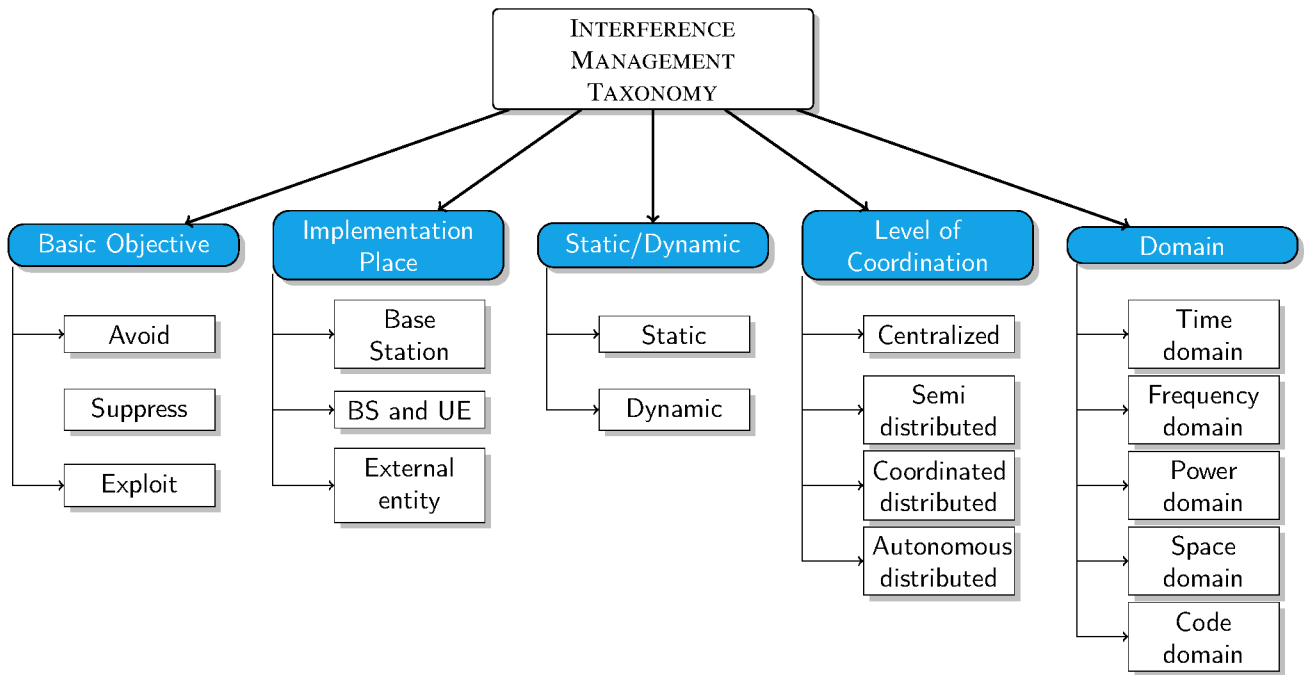 INTERFERENCE
MANAGEMENT
TAXONOMY
Basic Objective
Avoid
Suppress
Exploit
Implementation
Place
Base
Station
BS and UE
External
entity
Static/Dynamic
Static
Dynamic
Level of
Coordination
Centralized
Semi
distributed
Coordinated
distributed
Autonomous
distributed
Domain
Time
domain
Frequency
domain
Power
domain
Space
domain
Code
domain